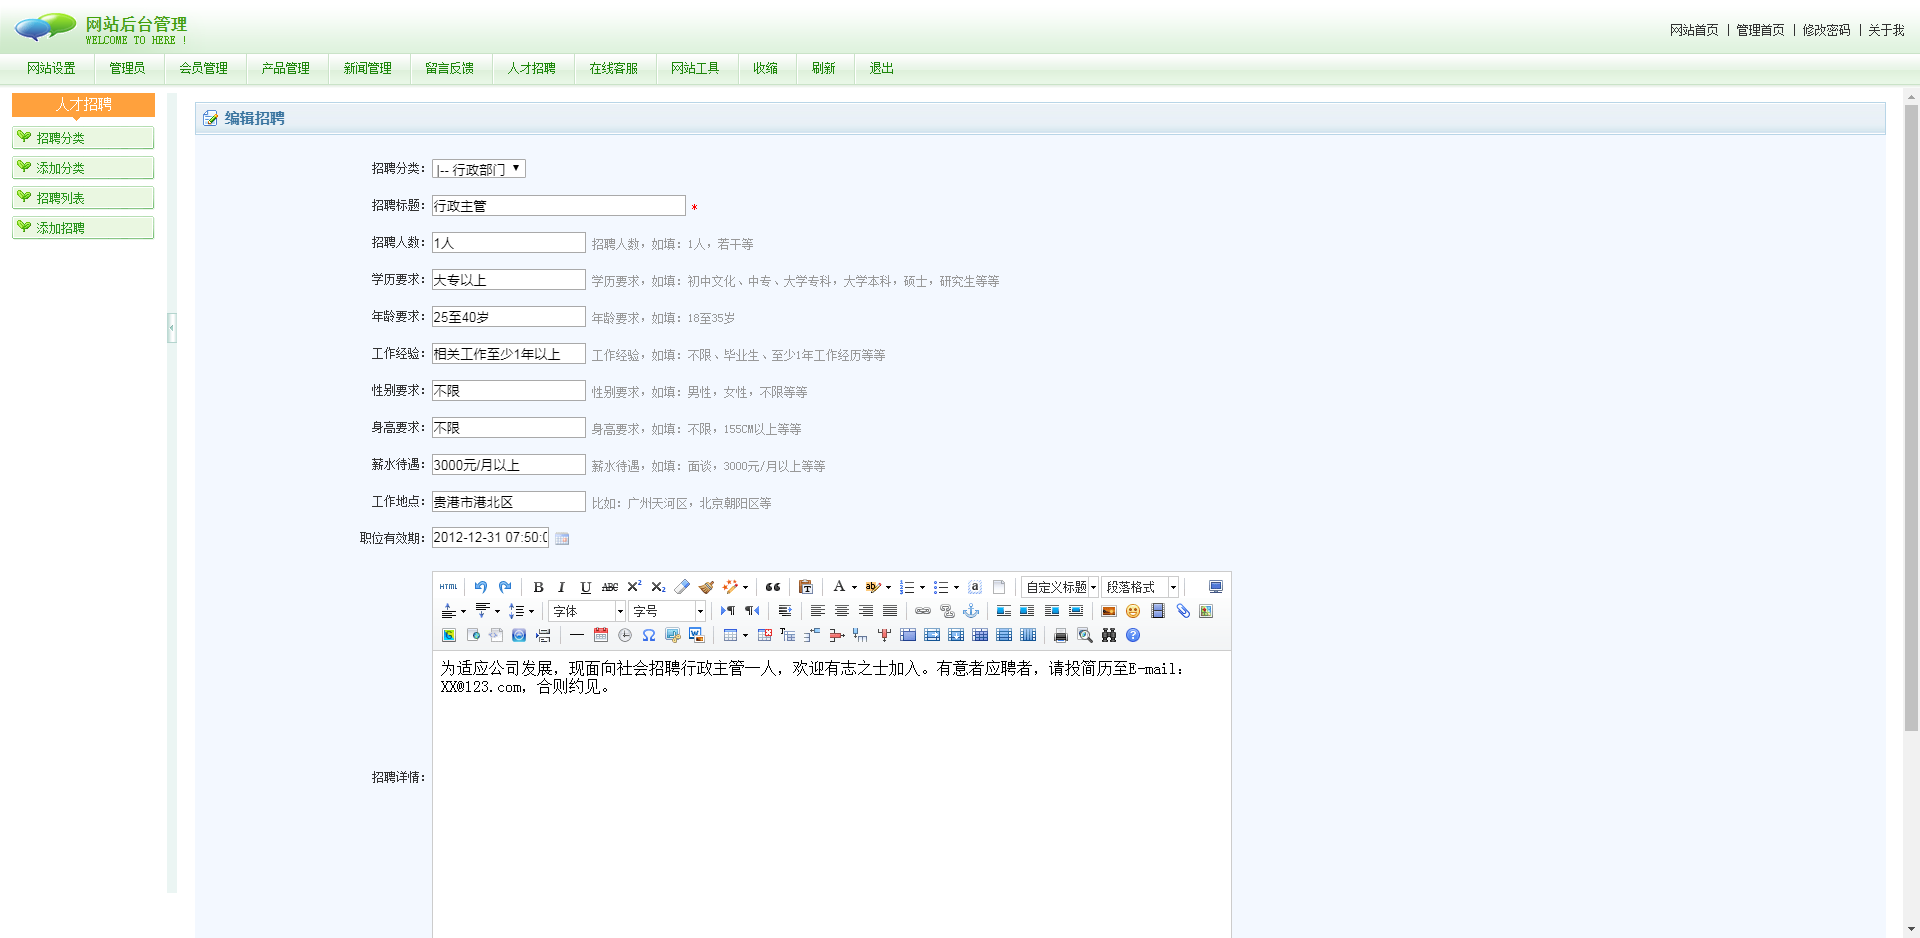 网站后台管理
WELCOME TO HERE !
网站首页 | 管理首页 | 修改密码 | 关于我
网站设置 管理员 会员管理 产品管理 新闻管理 留言反馈 人才招聘 在线客服 网站工具 收缩 刷新 退出
人才招聘
招聘分类
添加分类
招聘列表
添加招聘
编辑招聘
招聘分类： |-- 行政部门
招聘标题： 行政主管 *
招聘人数： 1人 招聘人数，如填：1人，若干等
学历要求： 大专以上 学历要求，如填：初中文化、中专、大学专科，大学本科，硕士，研究生等等
年龄要求： 25至40岁 年龄要求，如填：18至35岁
工作经验： 相关工作至少1年以上 工作经验，如填：不限、毕业生、至少1年工作经历等等
性别要求： 不限 性别要求，如填：男性，女性，不限等等
身高要求： 不限 身高要求，如填：不限，155CM以上等等
薪水待遇： 3000元/月以上 薪水待遇，如填：面谈，3000元/月以上等等
工作地点： 贵港市港北区 比如：广州天河区，北京朝阳区等
职位有效期： 2012-12-31 07:50:0
HTML B I U ABC X² X₂ A ab a 自定义标题 段落格式
字体 字号
招聘详情：
为适应公司发展，现面向社会招聘行政主管一人，欢迎有志之士加入。有意者应聘者，请投简历至E-mail：
XX@123.com，合则约见。